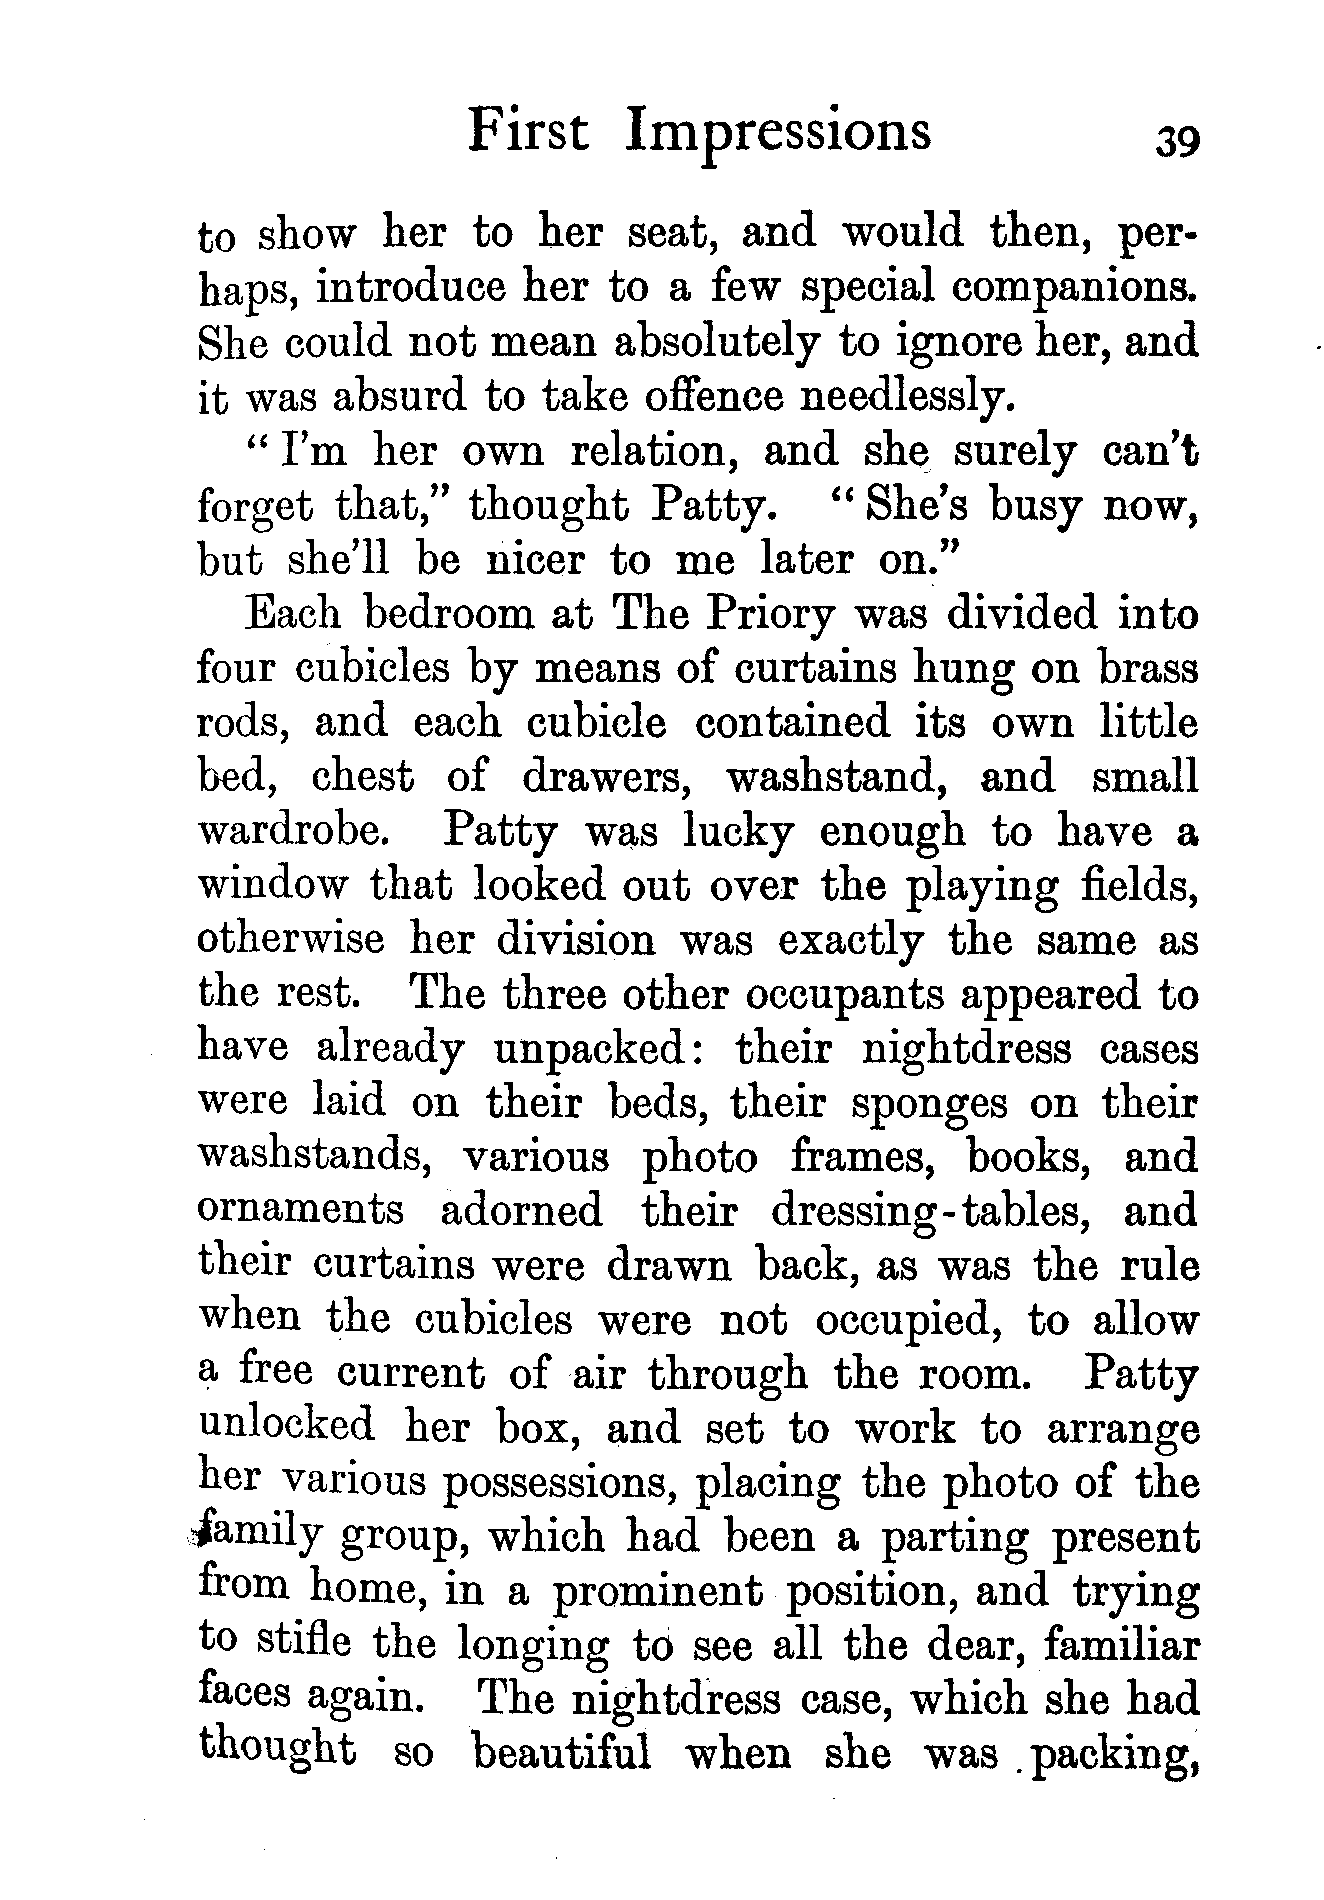 First Impressions 39
to show her to her seat, and would then, per-
haps, introduce her to a few special companions.
She could not mean absolutely to ignore her, and
it was absurd to take offence needlessly.
“ I'm her own relation, and she surely can't
forget that,” thought Patty. “ She's busy now,
but she'll be nicer to me later on.”
Each bedroom at The Priory was divided into
four cubicles by means of curtains hung on brass
rods, and each cubicle contained its own little
bed, chest of drawers, washstand, and small
wardrobe. Patty was lucky enough to have a
window that looked out over the playing fields,
otherwise her division was exactly the same as
the rest. The three other occupants appeared to
have already unpacked: their nightdress cases
were laid on their beds, their sponges on their
washstands, various photo frames, books, and
ornaments adorned their dressing-tables, and
their curtains were drawn back, as was the rule
when the cubicles were not occupied, to allow
a free current of air through the room. Patty
unlocked her box, and set to work to arrange
her various possessions, placing the photo of the
family group, which had been a parting present
from home, in a prominent position, and trying
to stifle the longing to see all the dear, familiar
faces again. The nightdress case, which she had
thought so beautiful when she was packing,